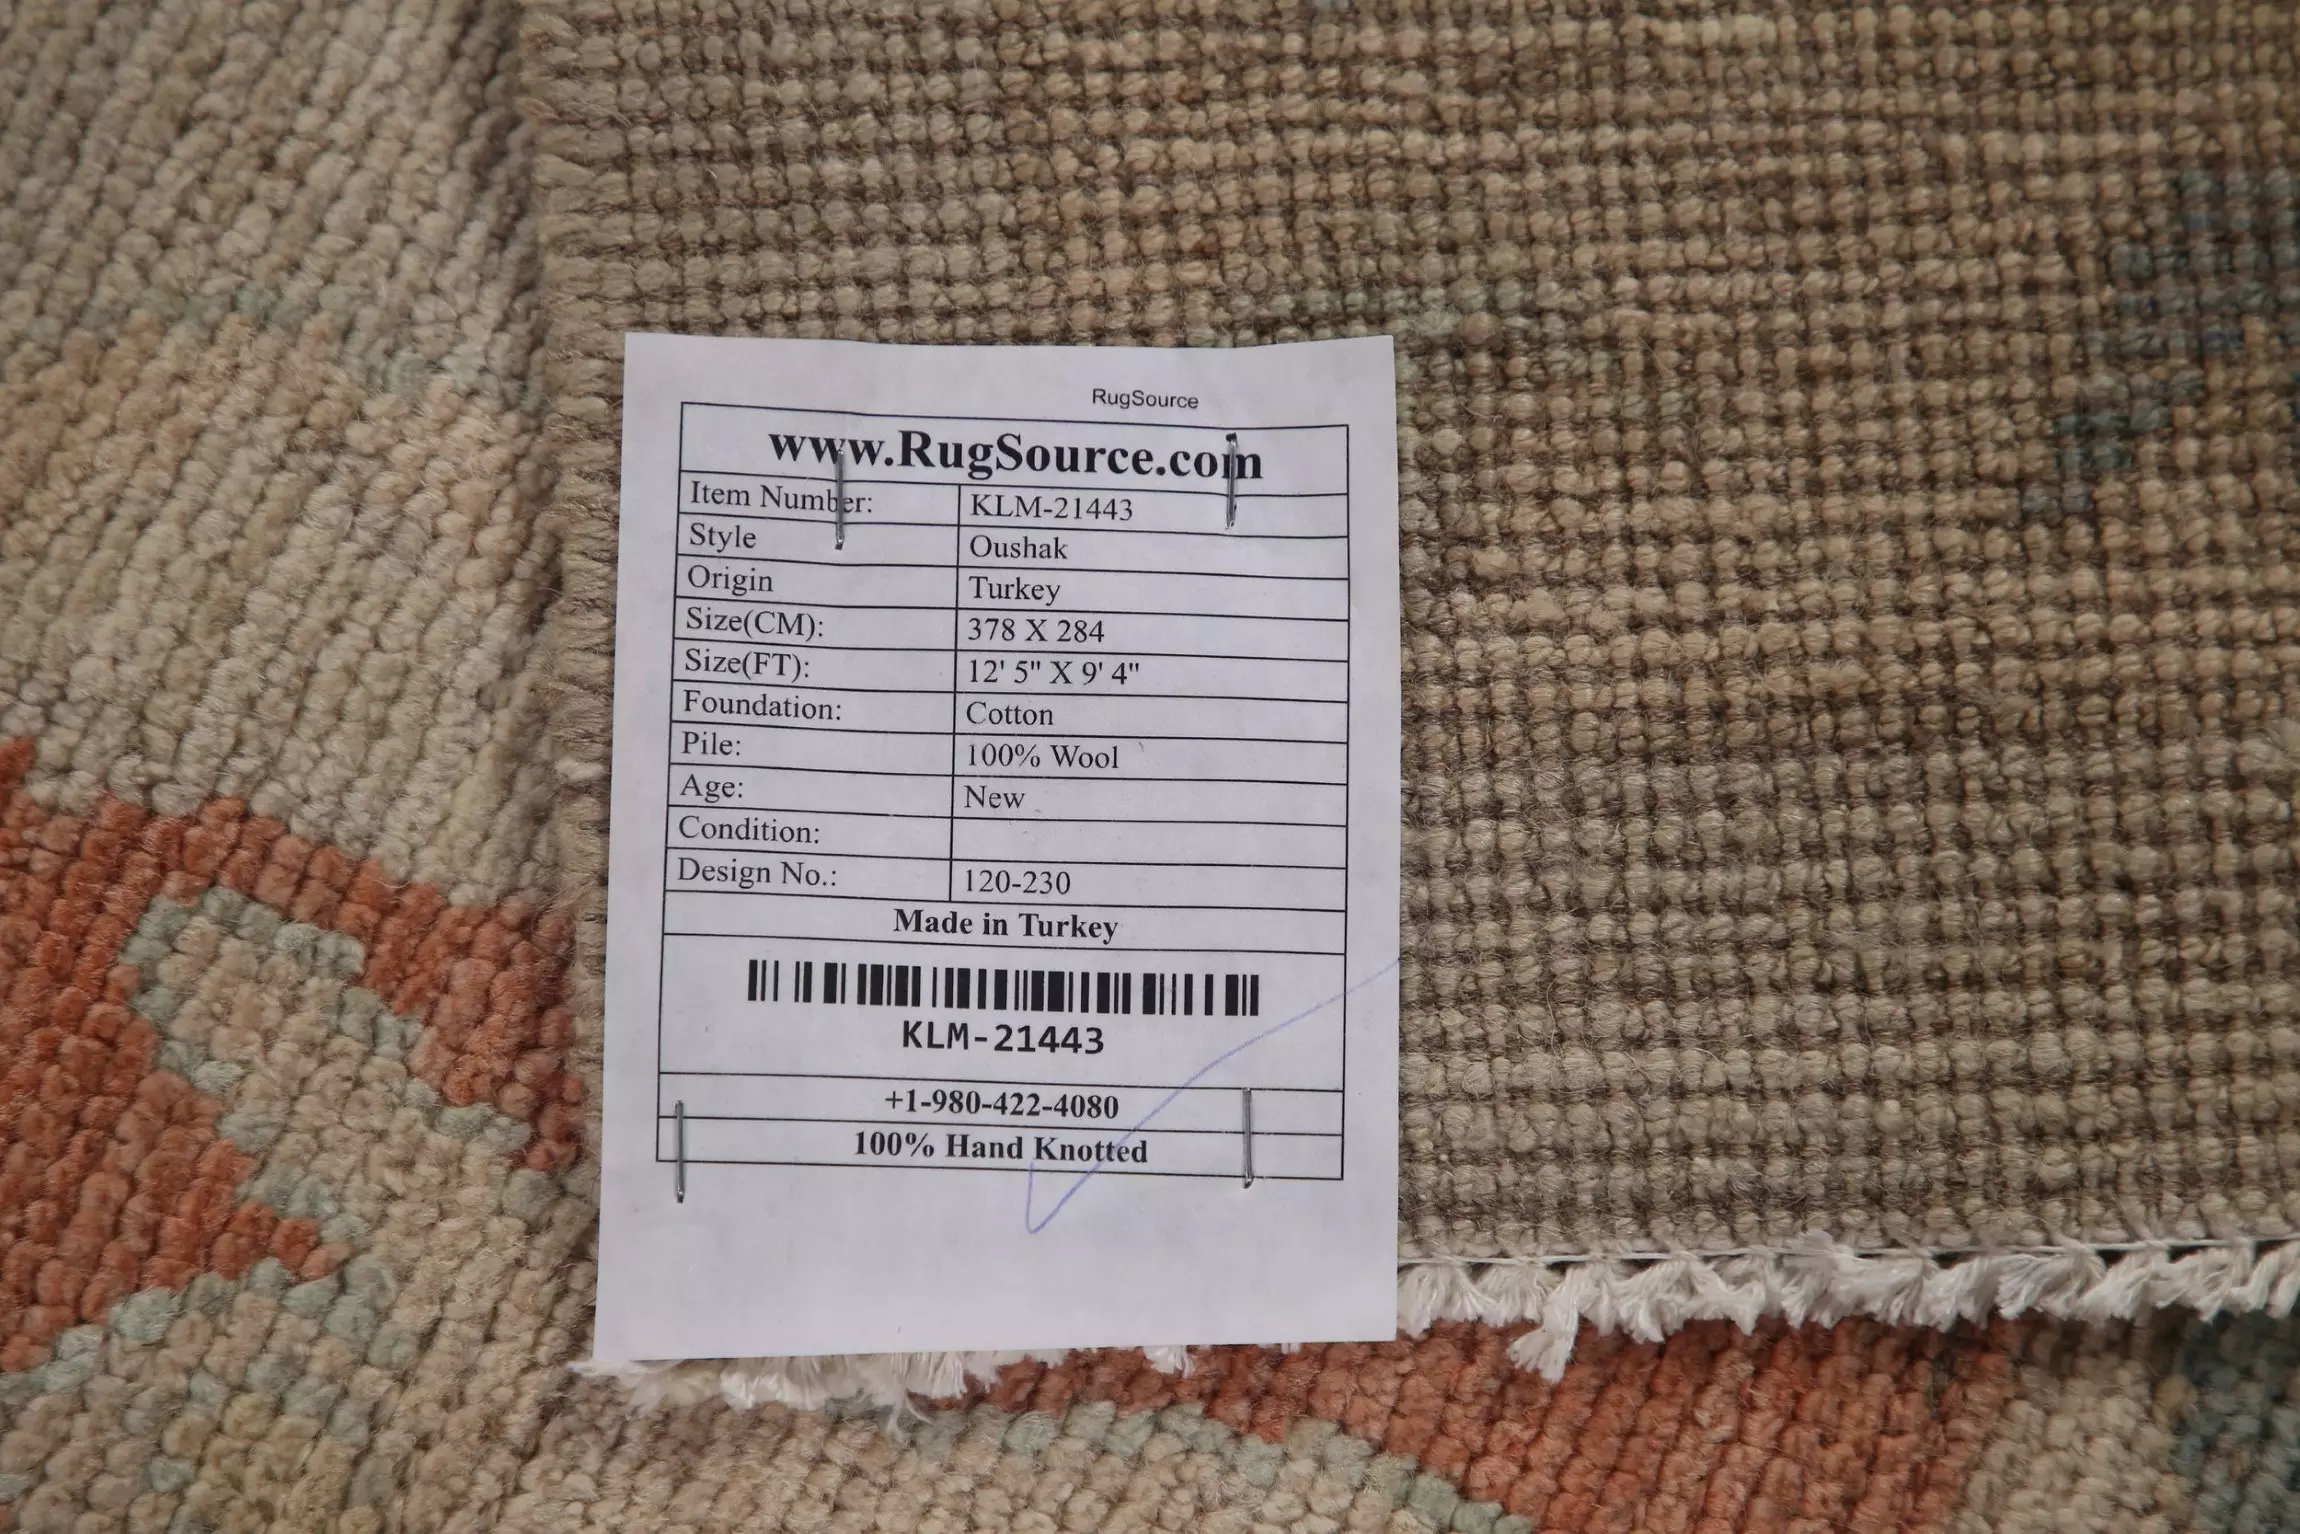 RugSource
www.RugSource.com
Item Number: KLM-21443
Style Oushak
Origin Turkey
Size(CM): 378 X 284
Size(FT): 12' 5" X 9' 4"
Foundation: Cotton
Pile: 100% Wool
Age: New
Condition:
Design No.: 120-230
Made in Turkey
KLM-21443
+1-980-422-4080
100% Hand Knotted